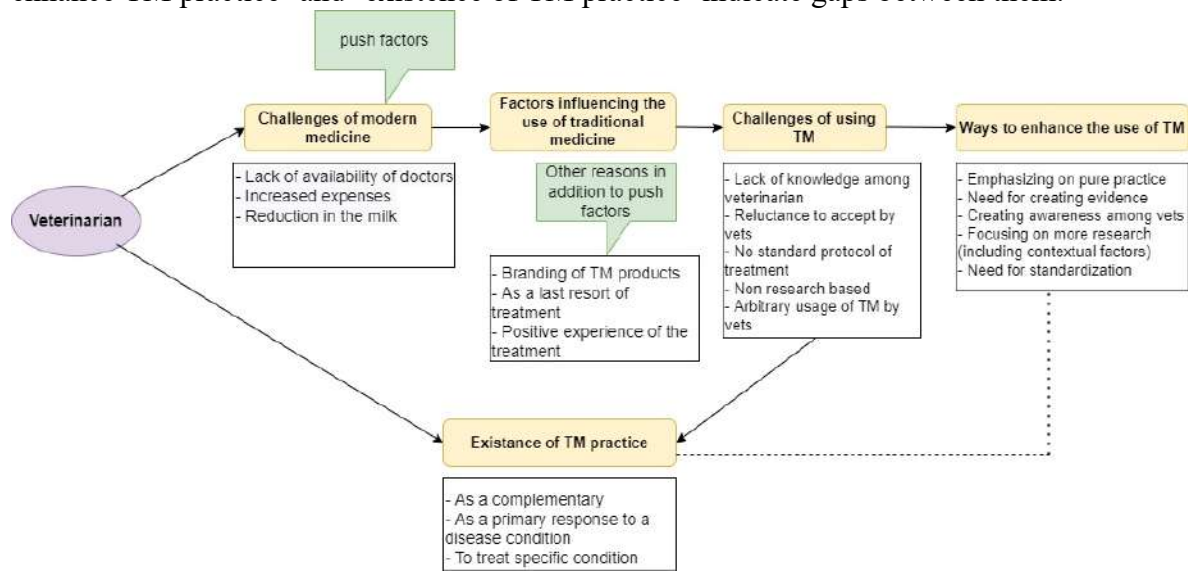 enhance TM practice" and "existence of TM practice" indicate gaps between them.
push factors
Challenges of modern
medicine
Factors influencing the
use of traditional
medicine
Challenges of using
TM
Ways to enhance the use of TM
Veterinarian
- Lack of availability of doctors
- Increased expenses
- Reduction in the milk
Other reasons in
addition to push
factors
- Branding of TM products
- As a last resort of
treatment
- Positive experience of the
treatment
- Lack of knowledge among
veterinarian
- Reluctance to accept by
vets
- No standard protocol of
treatment
- Non research based
- Arbitrary usage of TM by
vets
- Emphasizing on pure practice
- Need for creating evidence
- Creating awareness among vets
- Focusing on more research
(including contextual factors)
- Need for standardization
Existance of TM practice
- As a complementary
- As a primary response to a
disease condition
- To treat specific condition